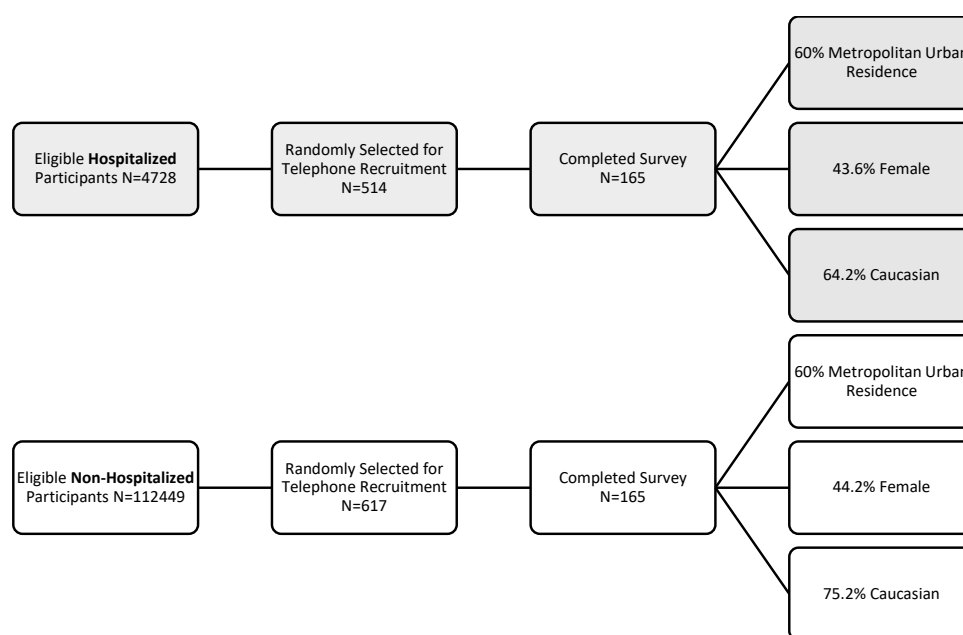 60% Metropolitan Urban
Residence
Eligible Hospitalized
Participants N=4728
Randomly Selected for
Telephone Recruitment
N=514
Completed Survey
N=165
43.6% Female
64.2% Caucasian
60% Metropolitan Urban
Residence
Eligible Non-Hospitalized
Participants N=112449
Randomly Selected for
Telephone Recruitment
N=617
Completed Survey
N=165
44.2% Female
75.2% Caucasian